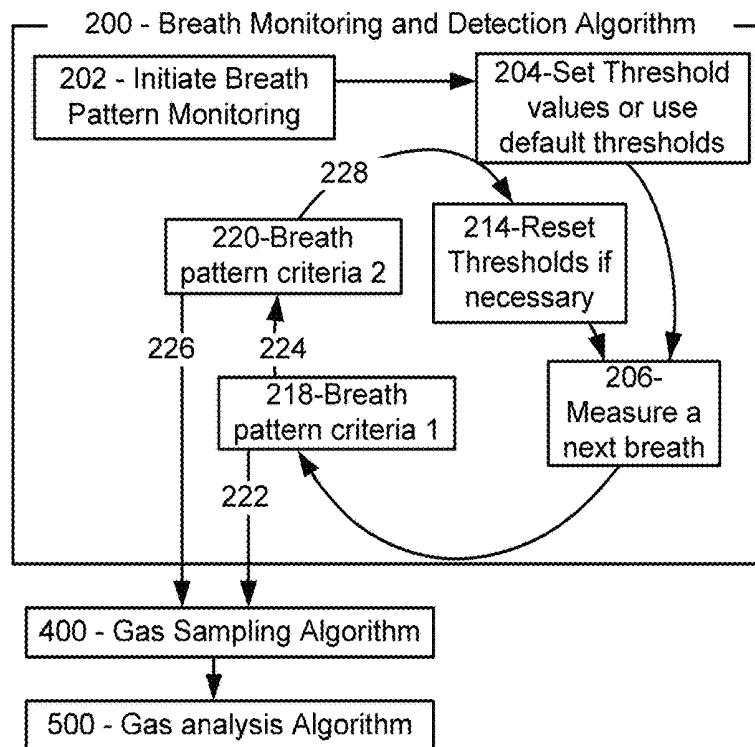 200 - Breath Monitoring and Detection Algorithm
202 - Initiate Breath
Pattern Monitoring
204-Set Threshold
values or use
default thresholds
228
220-Breath
pattern criteria 2
214-Reset
Thresholds if
necessary
226
224
218-Breath
pattern criteria 1
206-
Measure a
next breath
222
400 - Gas Sampling Algorithm
500 - Gas analysis Algorithm